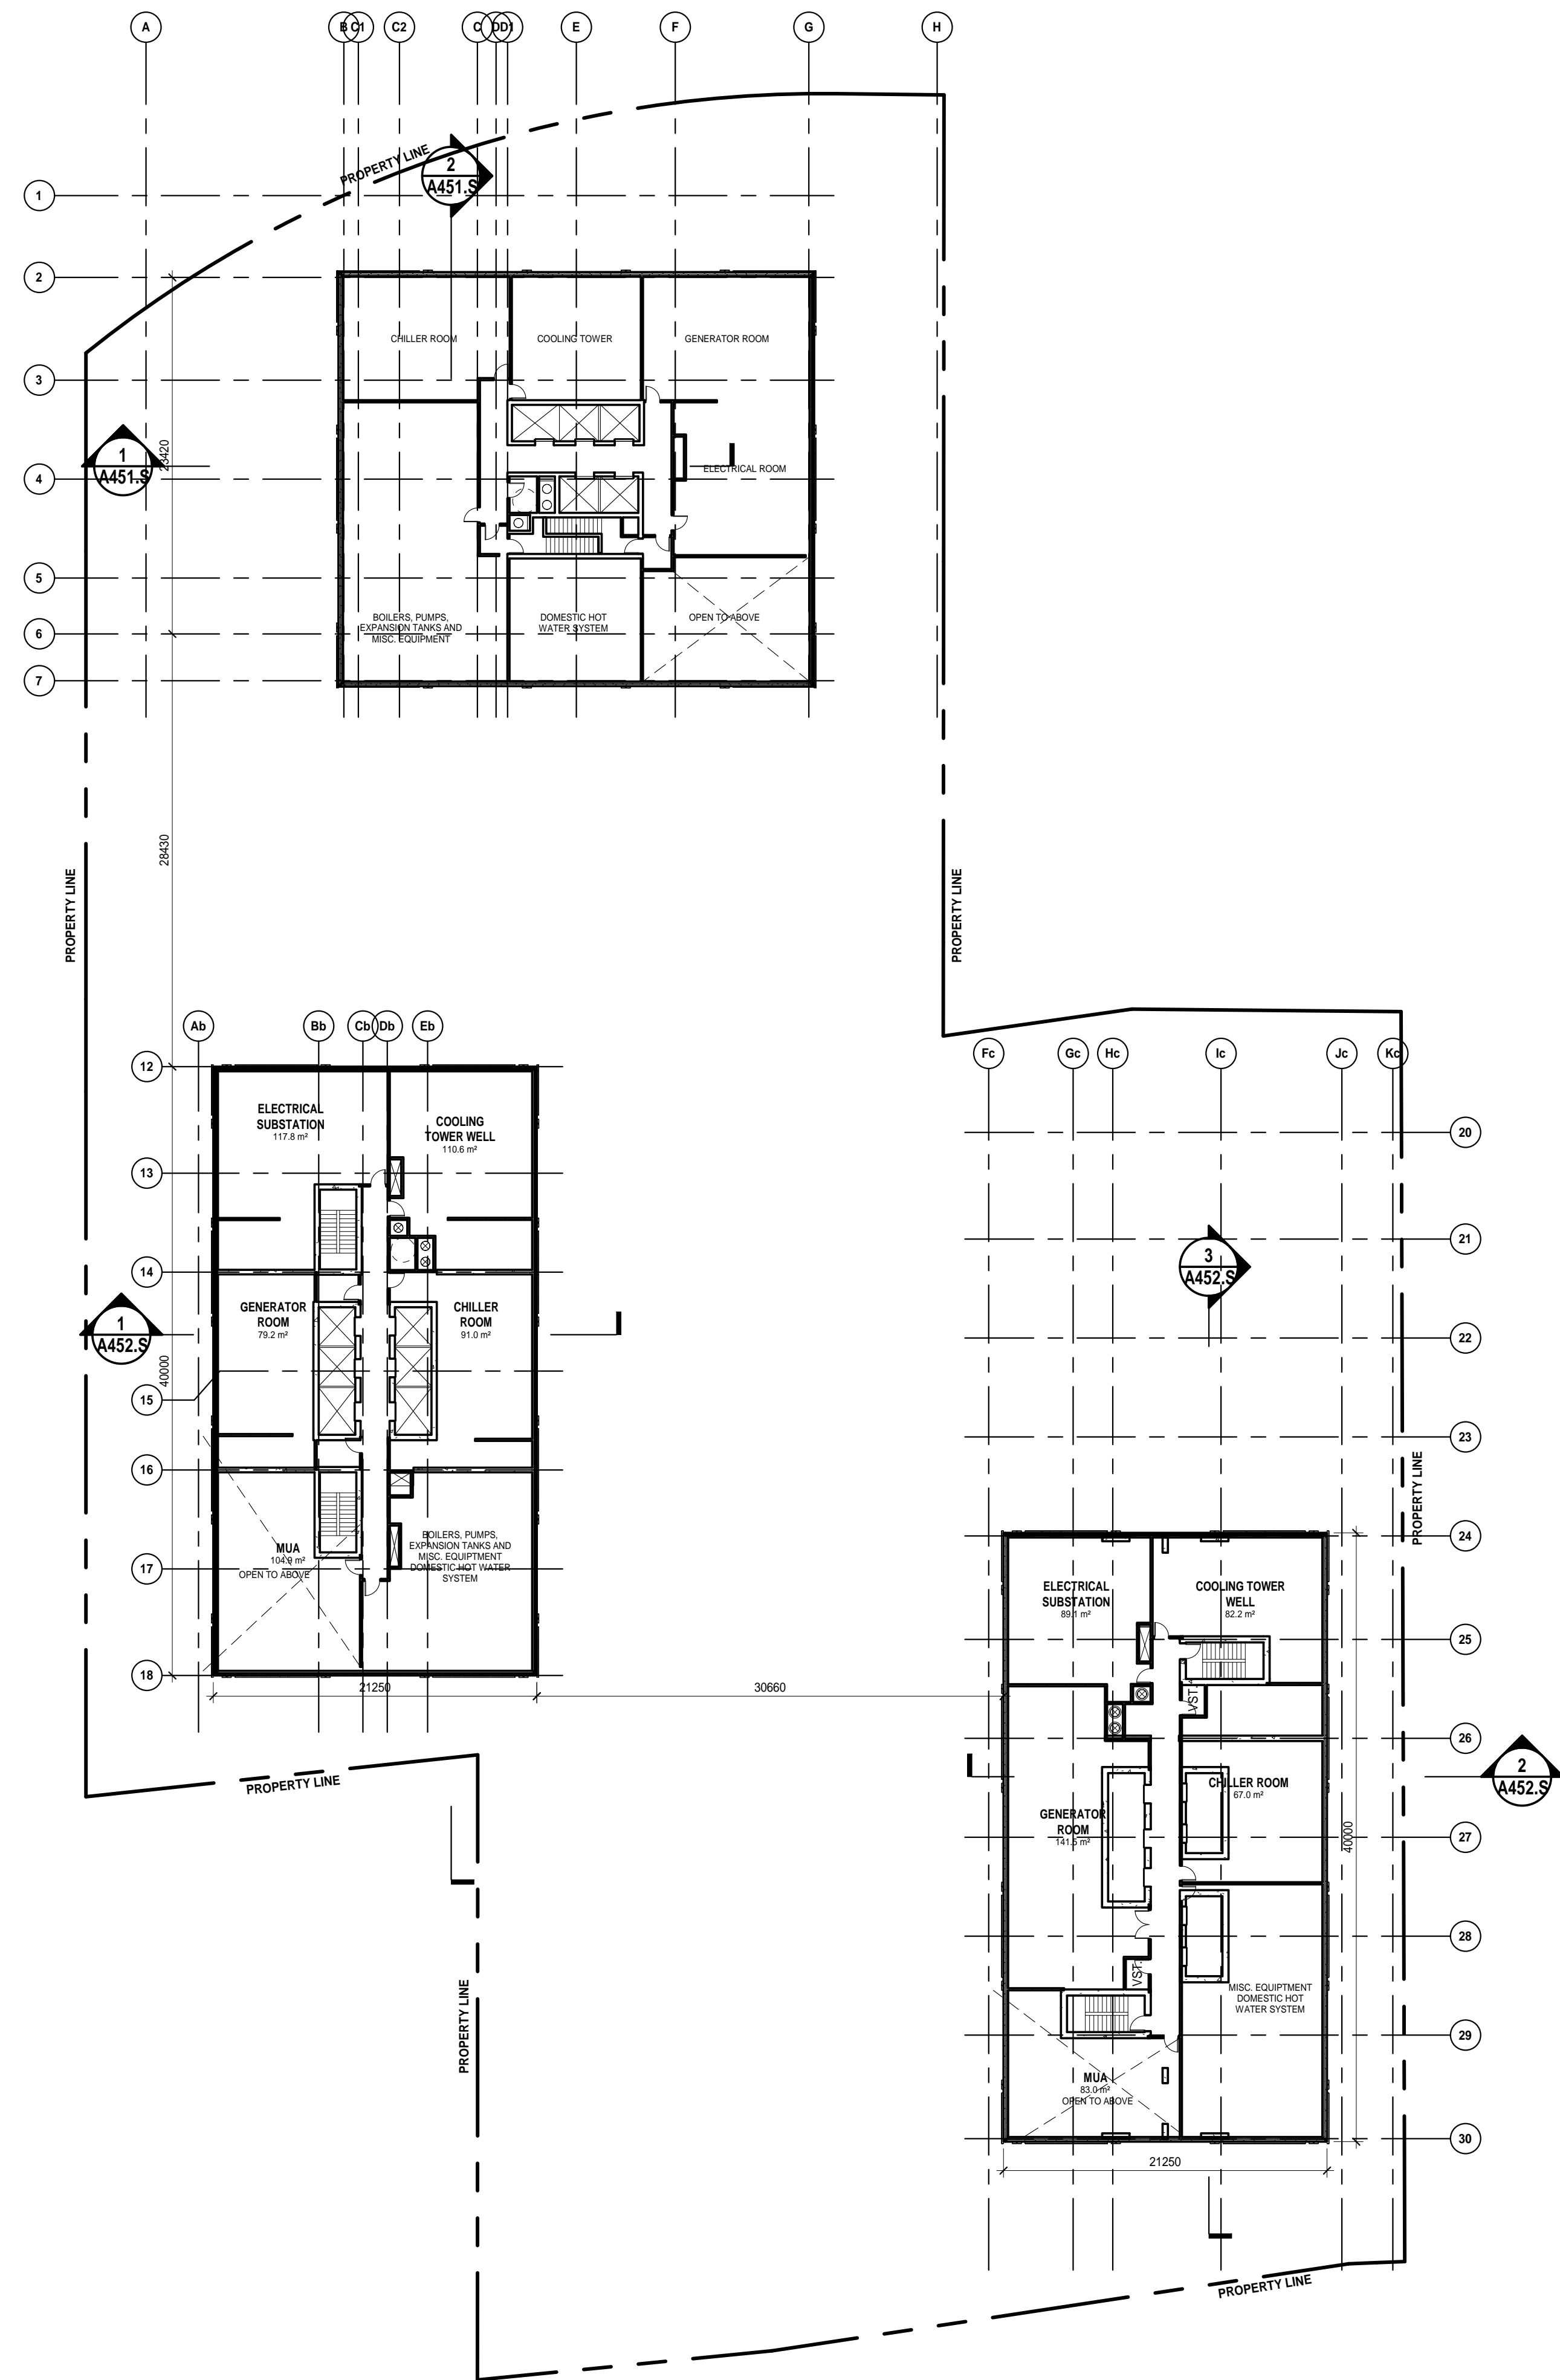 A
B
C1
C2
C
D
D1
E
F
G
H
PROPERTY LINE
2
A451.S
1
2
3
4
5
6
7
CHILLER ROOM
COOLING TOWER
GENERATOR ROOM
1
A451.S
23420
ELECTRICAL ROOM
BOILERS, PUMPS,
EXPANSION TANKS AND
MISC. EQUIPMENT
DOMESTIC HOT
WATER SYSTEM
OPEN TO ABOVE
28430
PROPERTY LINE
PROPERTY LINE
Ab
Bb
Cb
Db
Eb
12
13
14
15
16
17
18
ELECTRICAL
SUBSTATION
117.8 m²
COOLING
TOWER WELL
110.6 m²
GENERATOR
ROOM
79.2 m²
CHILLER
ROOM
91.0 m²
1
A452.S
40000
MUA
104.9 m²
OPEN TO ABOVE
BOILERS, PUMPS,
EXPANSION TANKS AND
MISC. EQUIPTMENT
DOMESTIC HOT WATER
SYSTEM
21250
30660
PROPERTY LINE
PROPERTY LINE
Fc
Gc
Hc
Ic
Jc
Kc
20
21
22
23
24
25
26
27
28
29
30
3
A452.S
PROPERTY LINE
ELECTRICAL
SUBSTATION
89.1 m²
COOLING TOWER
WELL
82.2 m²
VST.
CHILLER ROOM
67.0 m²
GENERATOR
ROOM
141.5 m²
2
A452.S
40000
VST.
MISC. EQUIPTMENT
DOMESTIC HOT
WATER SYSTEM
MUA
83.0 m²
OPEN TO ABOVE
21250
PROPERTY LINE